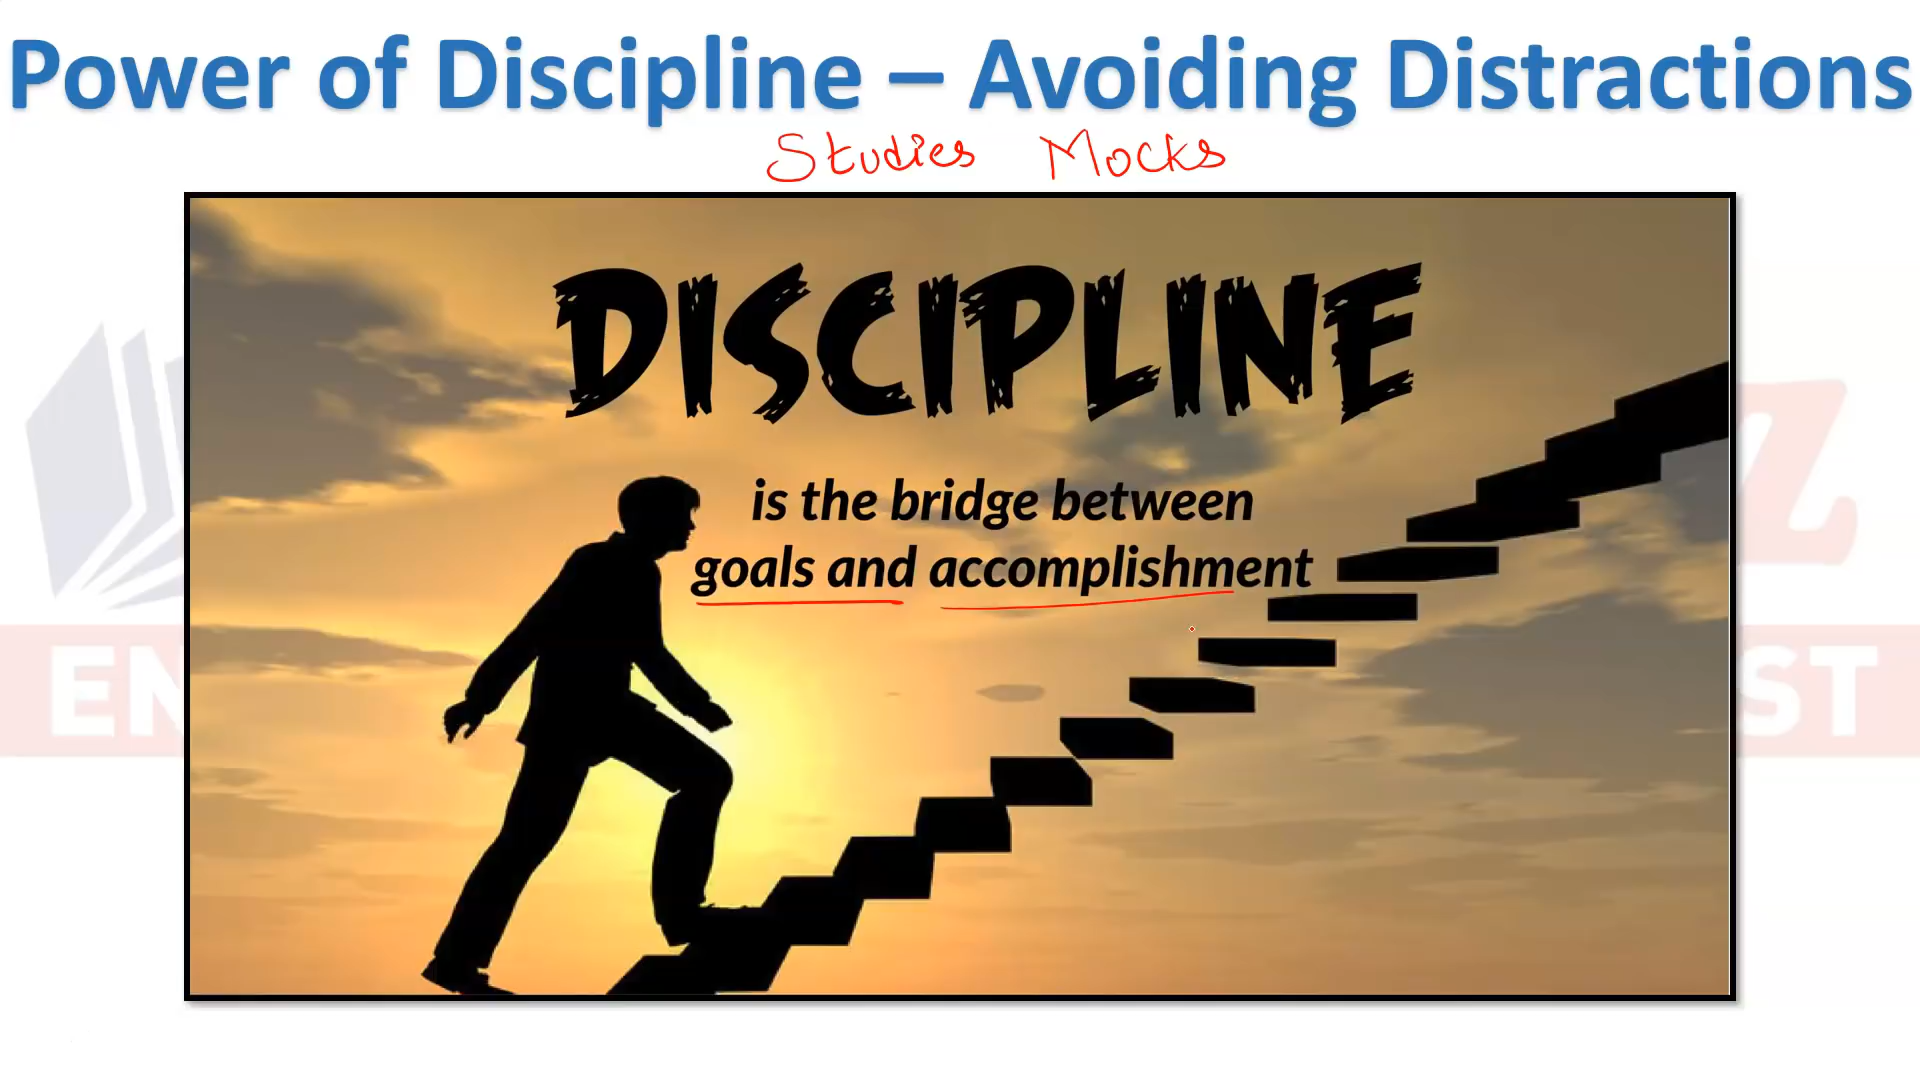 Power of Discipline – Avoiding Distractions
Studies Mocks
DISCIPLINE
is the bridge between
goals and accomplishment